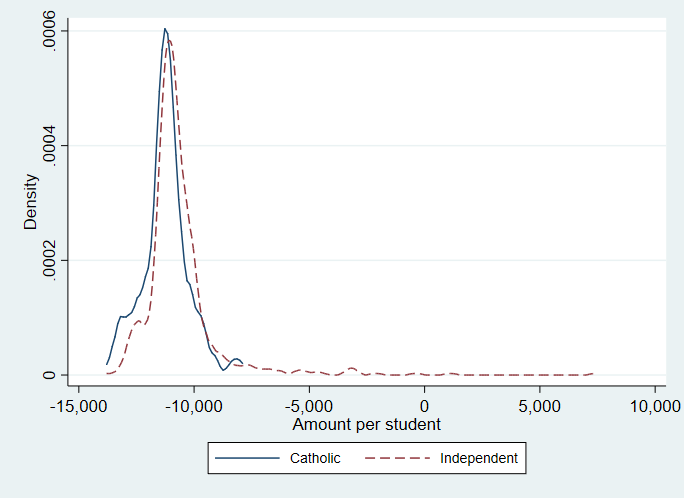 .0006
.0004
.0002
0
Density
-15,000 -10,000 -5,000 0 5,000 10,000
Amount per student
Catholic Independent